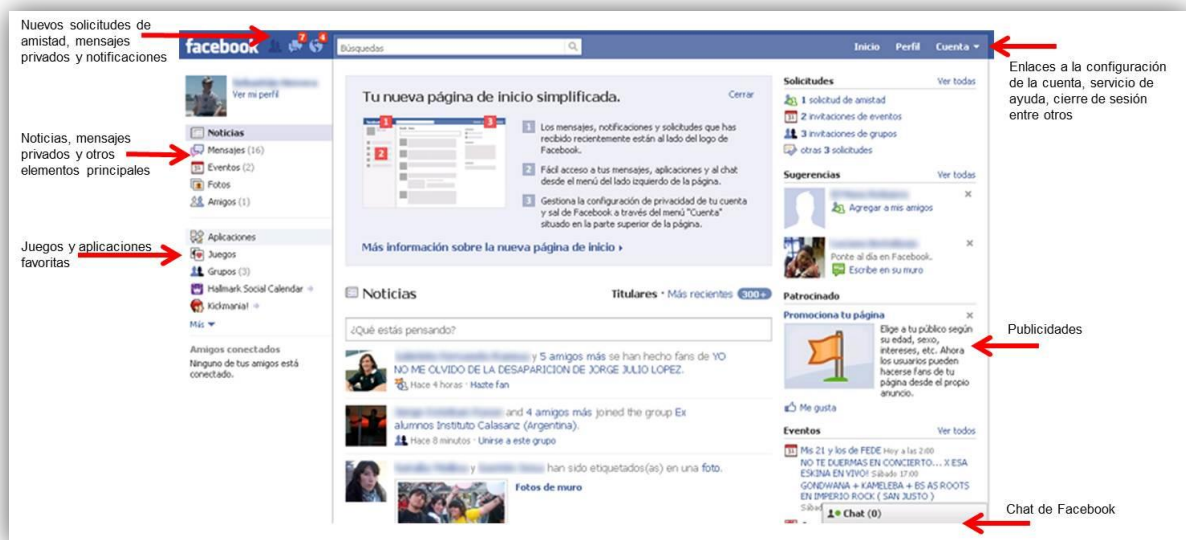 Nuevos solicitudes de
amistad, mensajes
privados y notificaciones
Noticias, mensajes
privados y otros
elementos principales
Juegos y aplicaciones
favoritas
facebook
7
4
Búsquedas
Inicio Perfil Cuenta
Ver mi perfil
Noticias
Mensajes (16)
Eventos (2)
Fotos
Amigos (1)
Aplicaciones
Juegos
Grupos (3)
Hallmark Social Calendar
Kickmania!
Más
Amigos conectados
Ninguno de tus amigos está
conectado.
Tu nueva página de inicio simplificada.
Cerrar
1
3
2
1 Los mensajes, notificaciones y solicitudes que has
recibido recientemente están al lado del logo de
Facebook.
2 Fácil acceso a tus mensajes, aplicaciones y al chat
desde el menú del lado izquierdo de la página.
3 Gestiona la configuración de privacidad de tu cuenta
y sal de Facebook a través del menú "Cuenta"
situado en la parte superior de la página.
Más información sobre la nueva página de inicio
Noticias
Titulares · Más recientes 300+
¿Qué estás pensando?
y 5 amigos más se han hecho fans de YO
NO ME OLVIDO DE LA DESAPARICION DE JORGE JULIO LOPEZ.
Hace 4 horas · Hazte fan
and 4 amigos más joined the group Ex
alumnos Instituto Calasanz (Argentina).
Hace 8 minutos · Unirse a este grupo
y han sido etiquetados(as) en una foto.
Fotos de muro
Solicitudes Ver todas
1 solicitud de amistad
2 invitaciones de eventos
3 invitaciones de grupos
otras 3 solicitudes
Sugerencias Ver todas
Agregar a mis amigos
Ponte al día en Facebook.
Escribe en su muro
Patrocinado
Promociona tu página
Elige a tu público según
su edad, sexo,
intereses, etc. Ahora
los usuarios pueden
hacerse fans de tu
página desde el propio
anuncio.
Me gusta
Eventos Ver todos
Mis 21 y los de FEDE Hoy a las 2:00
NO TE DUERMAS EN CONCIERTO... X ESA
ESKINA EN VIVO! Sábado 17:00
GONDWANA + KAMELEBA + BS AS ROOTS
EN IMPERIO ROCK ( SAN JUSTO )
Chat (0)
Enlaces a la configuración
de la cuenta, servicio de
ayuda, cierre de sesión
entre otros
Publicidades
Chat de Facebook